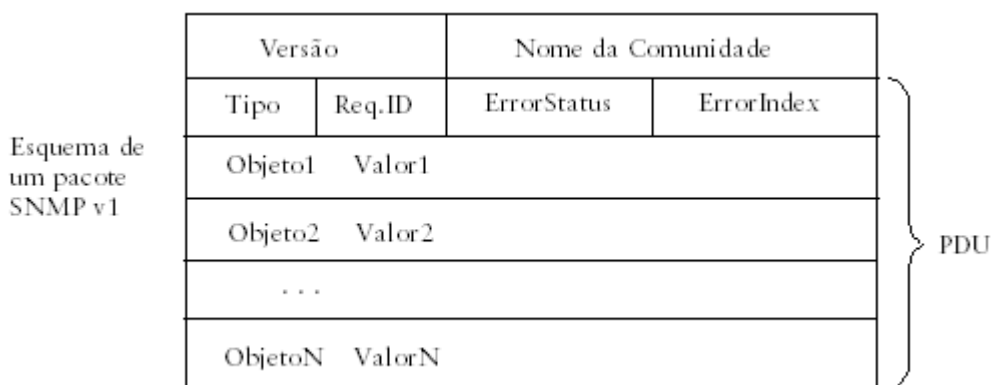 Versão Nome da Comunidade
Tipo Req.ID ErrorStatus ErrorIndex
Esquema de
um pacote
SNMP v1
Objeto1 Valor1
Objeto2 Valor2
PDU
. . .
ObjetoN ValorN